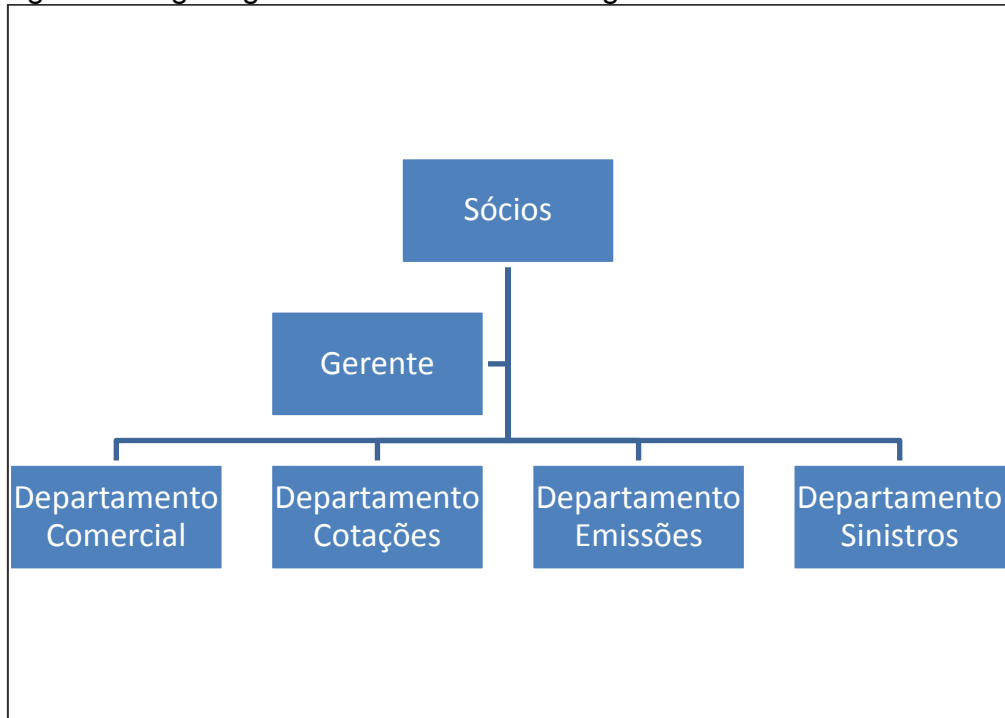 Sócios
Gerente
Departamento
Comercial
Departamento
Cotações
Departamento
Emissões
Departamento
Sinistros